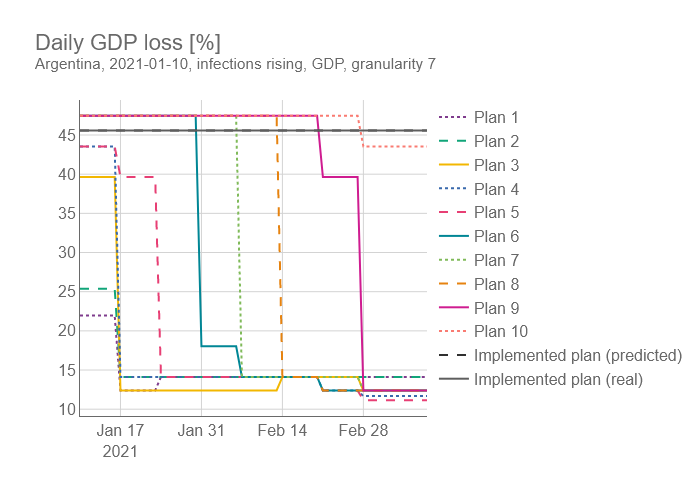 Daily GDP loss [%]
Argentina, 2021-01-10, infections rising, GDP, granularity 7
45
40
35
30
25
20
15
10
Jan 17
2021
Jan 31
Feb 14
Feb 28
Plan 1
Plan 2
Plan 3
Plan 4
Plan 5
Plan 6
Plan 7
Plan 8
Plan 9
Plan 10
Implemented plan (predicted)
Implemented plan (real)